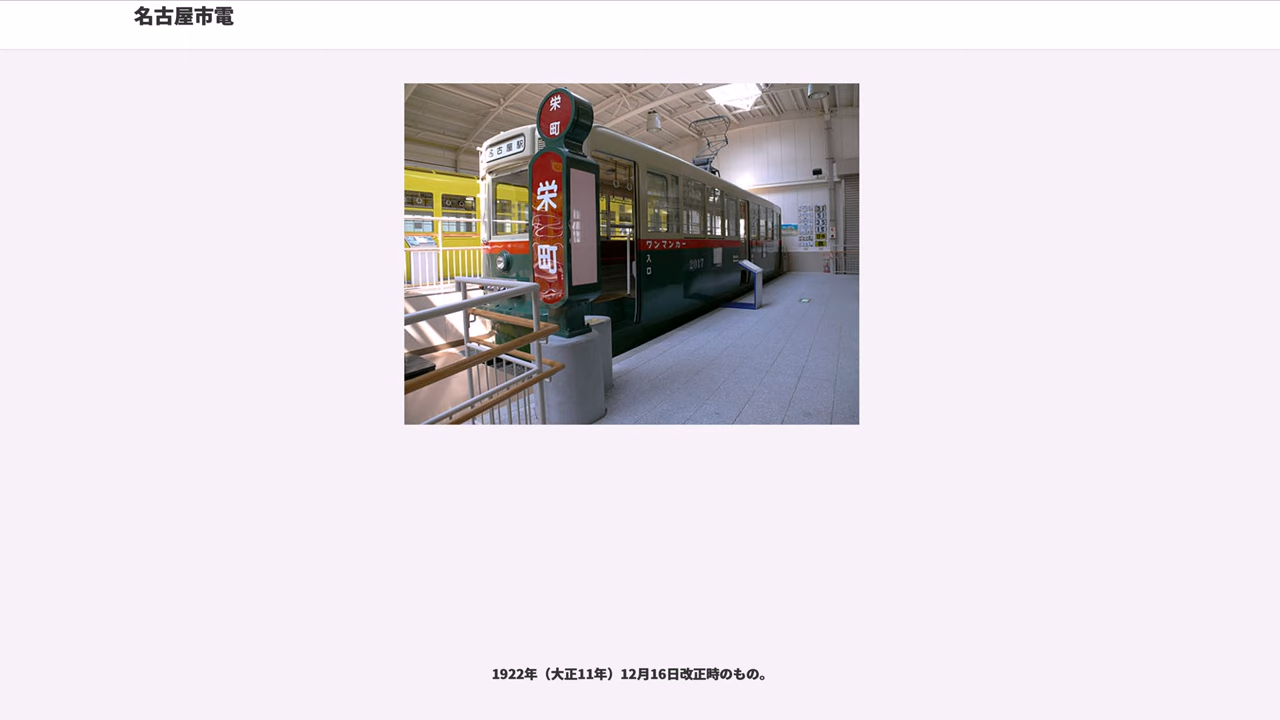 名古屋市電
栄
町
名古屋駅
栄
町
ワンマンカー
入
口
2017
1922年（大正11年）12月16日改正時のもの。